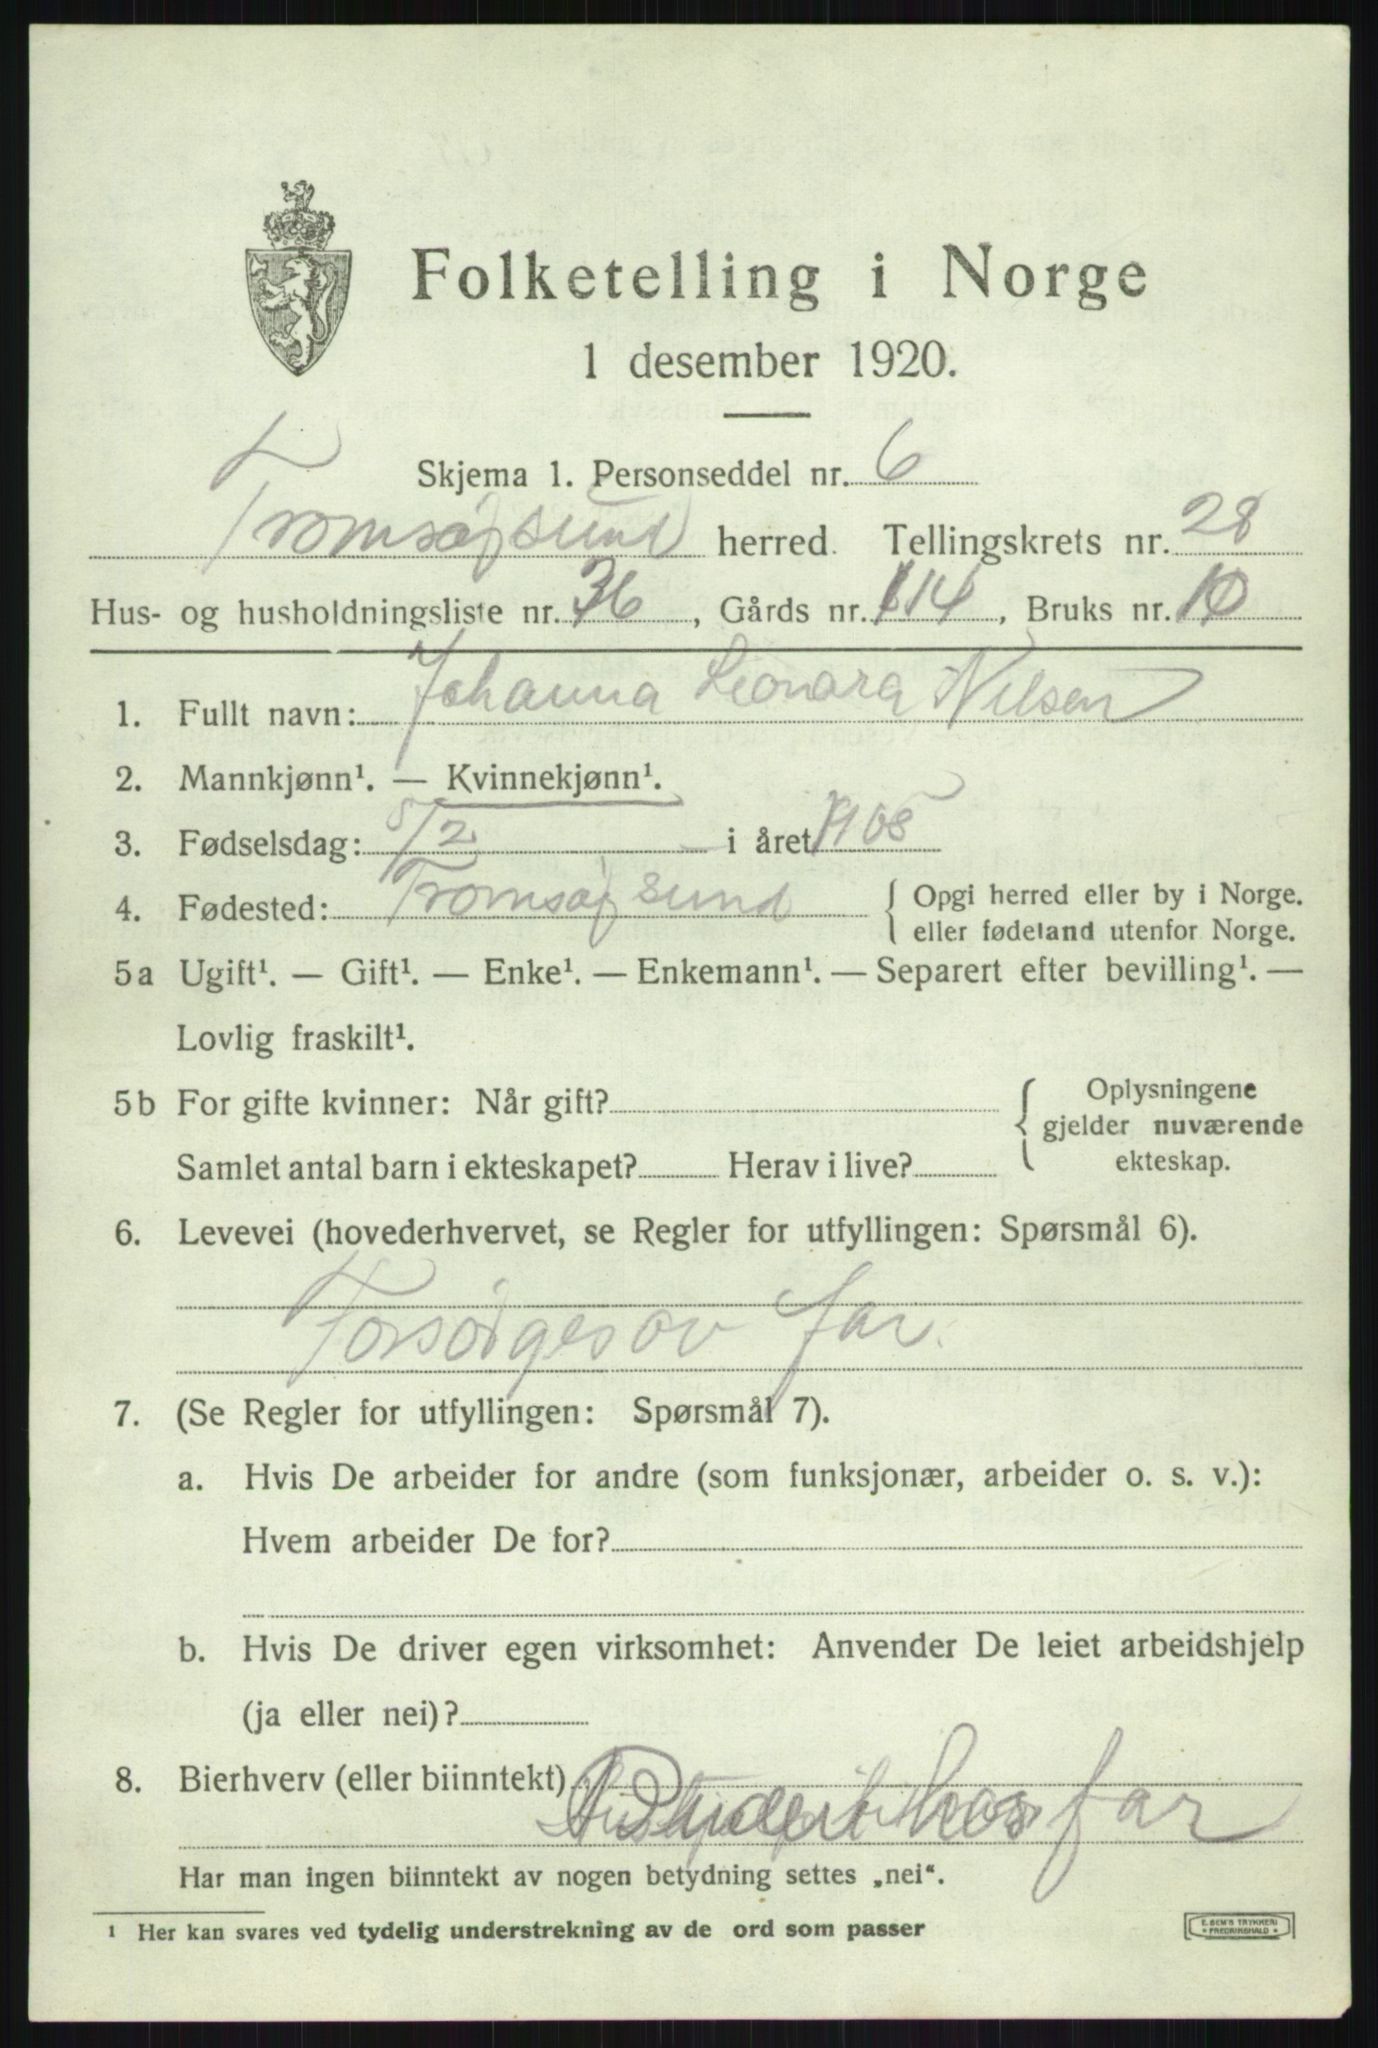 Folketelling i Norge
1 desember 1920.
Skjema 1. Personseddel nr. 6
Tromsøysund herred. Tellingskrets nr. 28
Hus- og husholdningsliste nr. 36, Gårds nr. 114, Bruks nr. 10
1. Fullt navn: Johanna Leonara Nilsen
2. Mannkjønn¹. — Kvinnekjønn¹.
3. Fødselsdag: 5/2 — i året 1905
4. Fødested: Tromsøysund { Opgi herred eller by i Norge.
eller fødeland utenfor Norge.
5a Ugift¹. — Gift¹. — Enke¹. — Enkemann¹. — Separert efter bevilling¹. —
Lovlig fraskilt¹.
5b For gifte kvinner: Når gift? { Oplysningene
gjelder nuværende
Samlet antal barn i ekteskapet? Herav i live? ekteskap.
6. Levevei (hovederhvervet, se Regler for utfyllingen: Spørsmål 6).
Forsørges av far.
7. (Se Regler for utfyllingen: Spørsmål 7).
a. Hvis De arbeider for andre (som funksjonær, arbeider o. s. v.):
Hvem arbeider De for?
b. Hvis De driver egen virksomhet: Anvender De leiet arbeidshjelp
(ja eller nei)?
8. Bierhverv (eller biinntekt)
hos far
Har man ingen biinntekt av nogen betydning settes „nei“.
¹ Her kan svares ved tydelig understrekning av de ord som passer
E. SEM'S TRYKKERI
* FREDRIKSHALD *